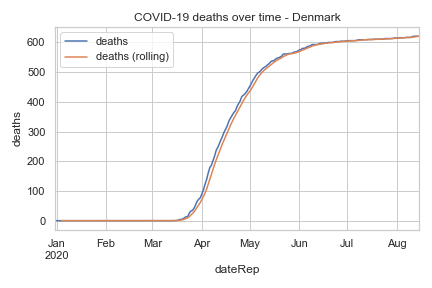 COVID-19 deaths over time - Denmark
deaths
deaths (rolling)
600
500
400
300
200
100
0
deaths
Jan Feb Mar Apr May Jun Jul Aug
2020
dateRep